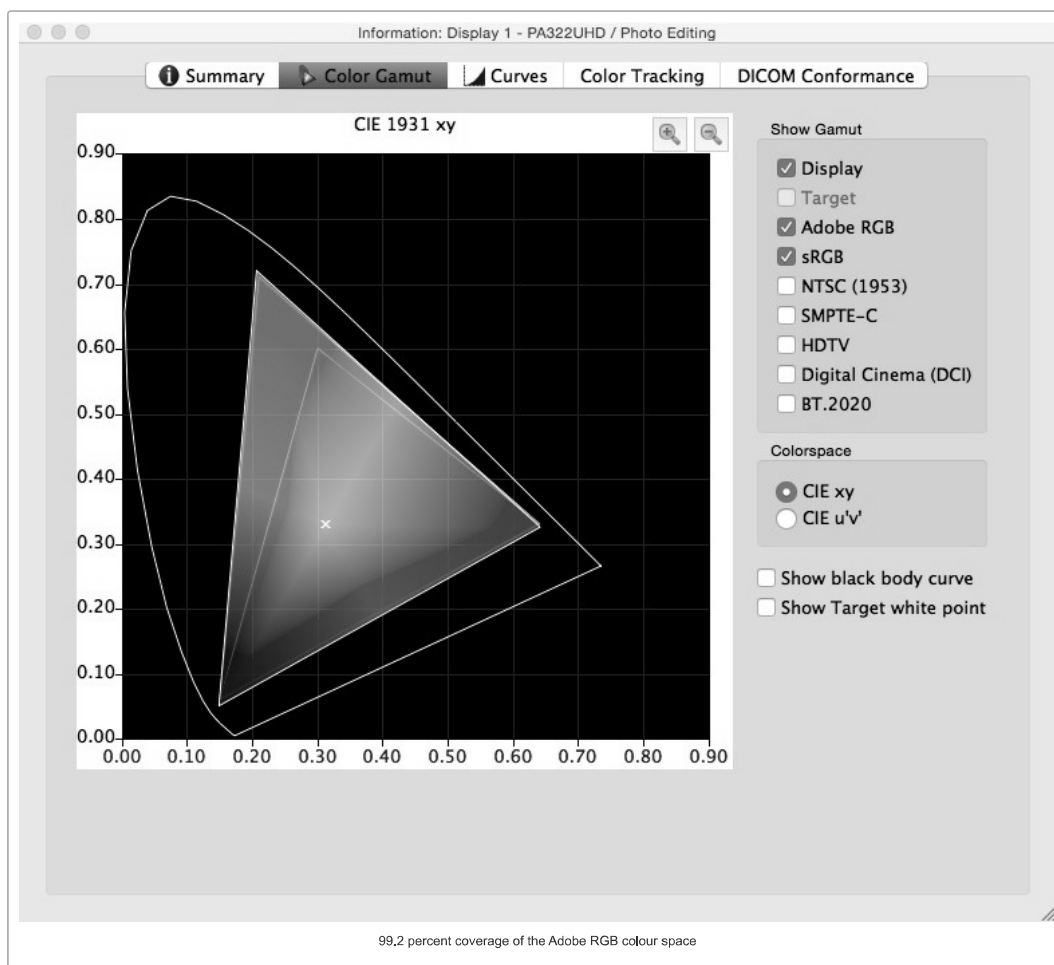 Information: Display 1 - PA322UHD / Photo Editing
Summary
Color Gamut
Curves
Color Tracking
DICOM Conformance
CIE 1931 xy
0.90
0.80
0.70
0.60
0.50
0.40
0.30
0.20
0.10
0.00
0.00 0.10 0.20 0.30 0.40 0.50 0.60 0.70 0.80 0.90
Show Gamut
Display
Target
Adobe RGB
sRGB
NTSC (1953)
SMPTE-C
HDTV
Digital Cinema (DCI)
BT.2020
Colorspace
CIE xy
CIE u'v'
Show black body curve
Show Target white point
99.2 percent coverage of the Adobe RGB colour space